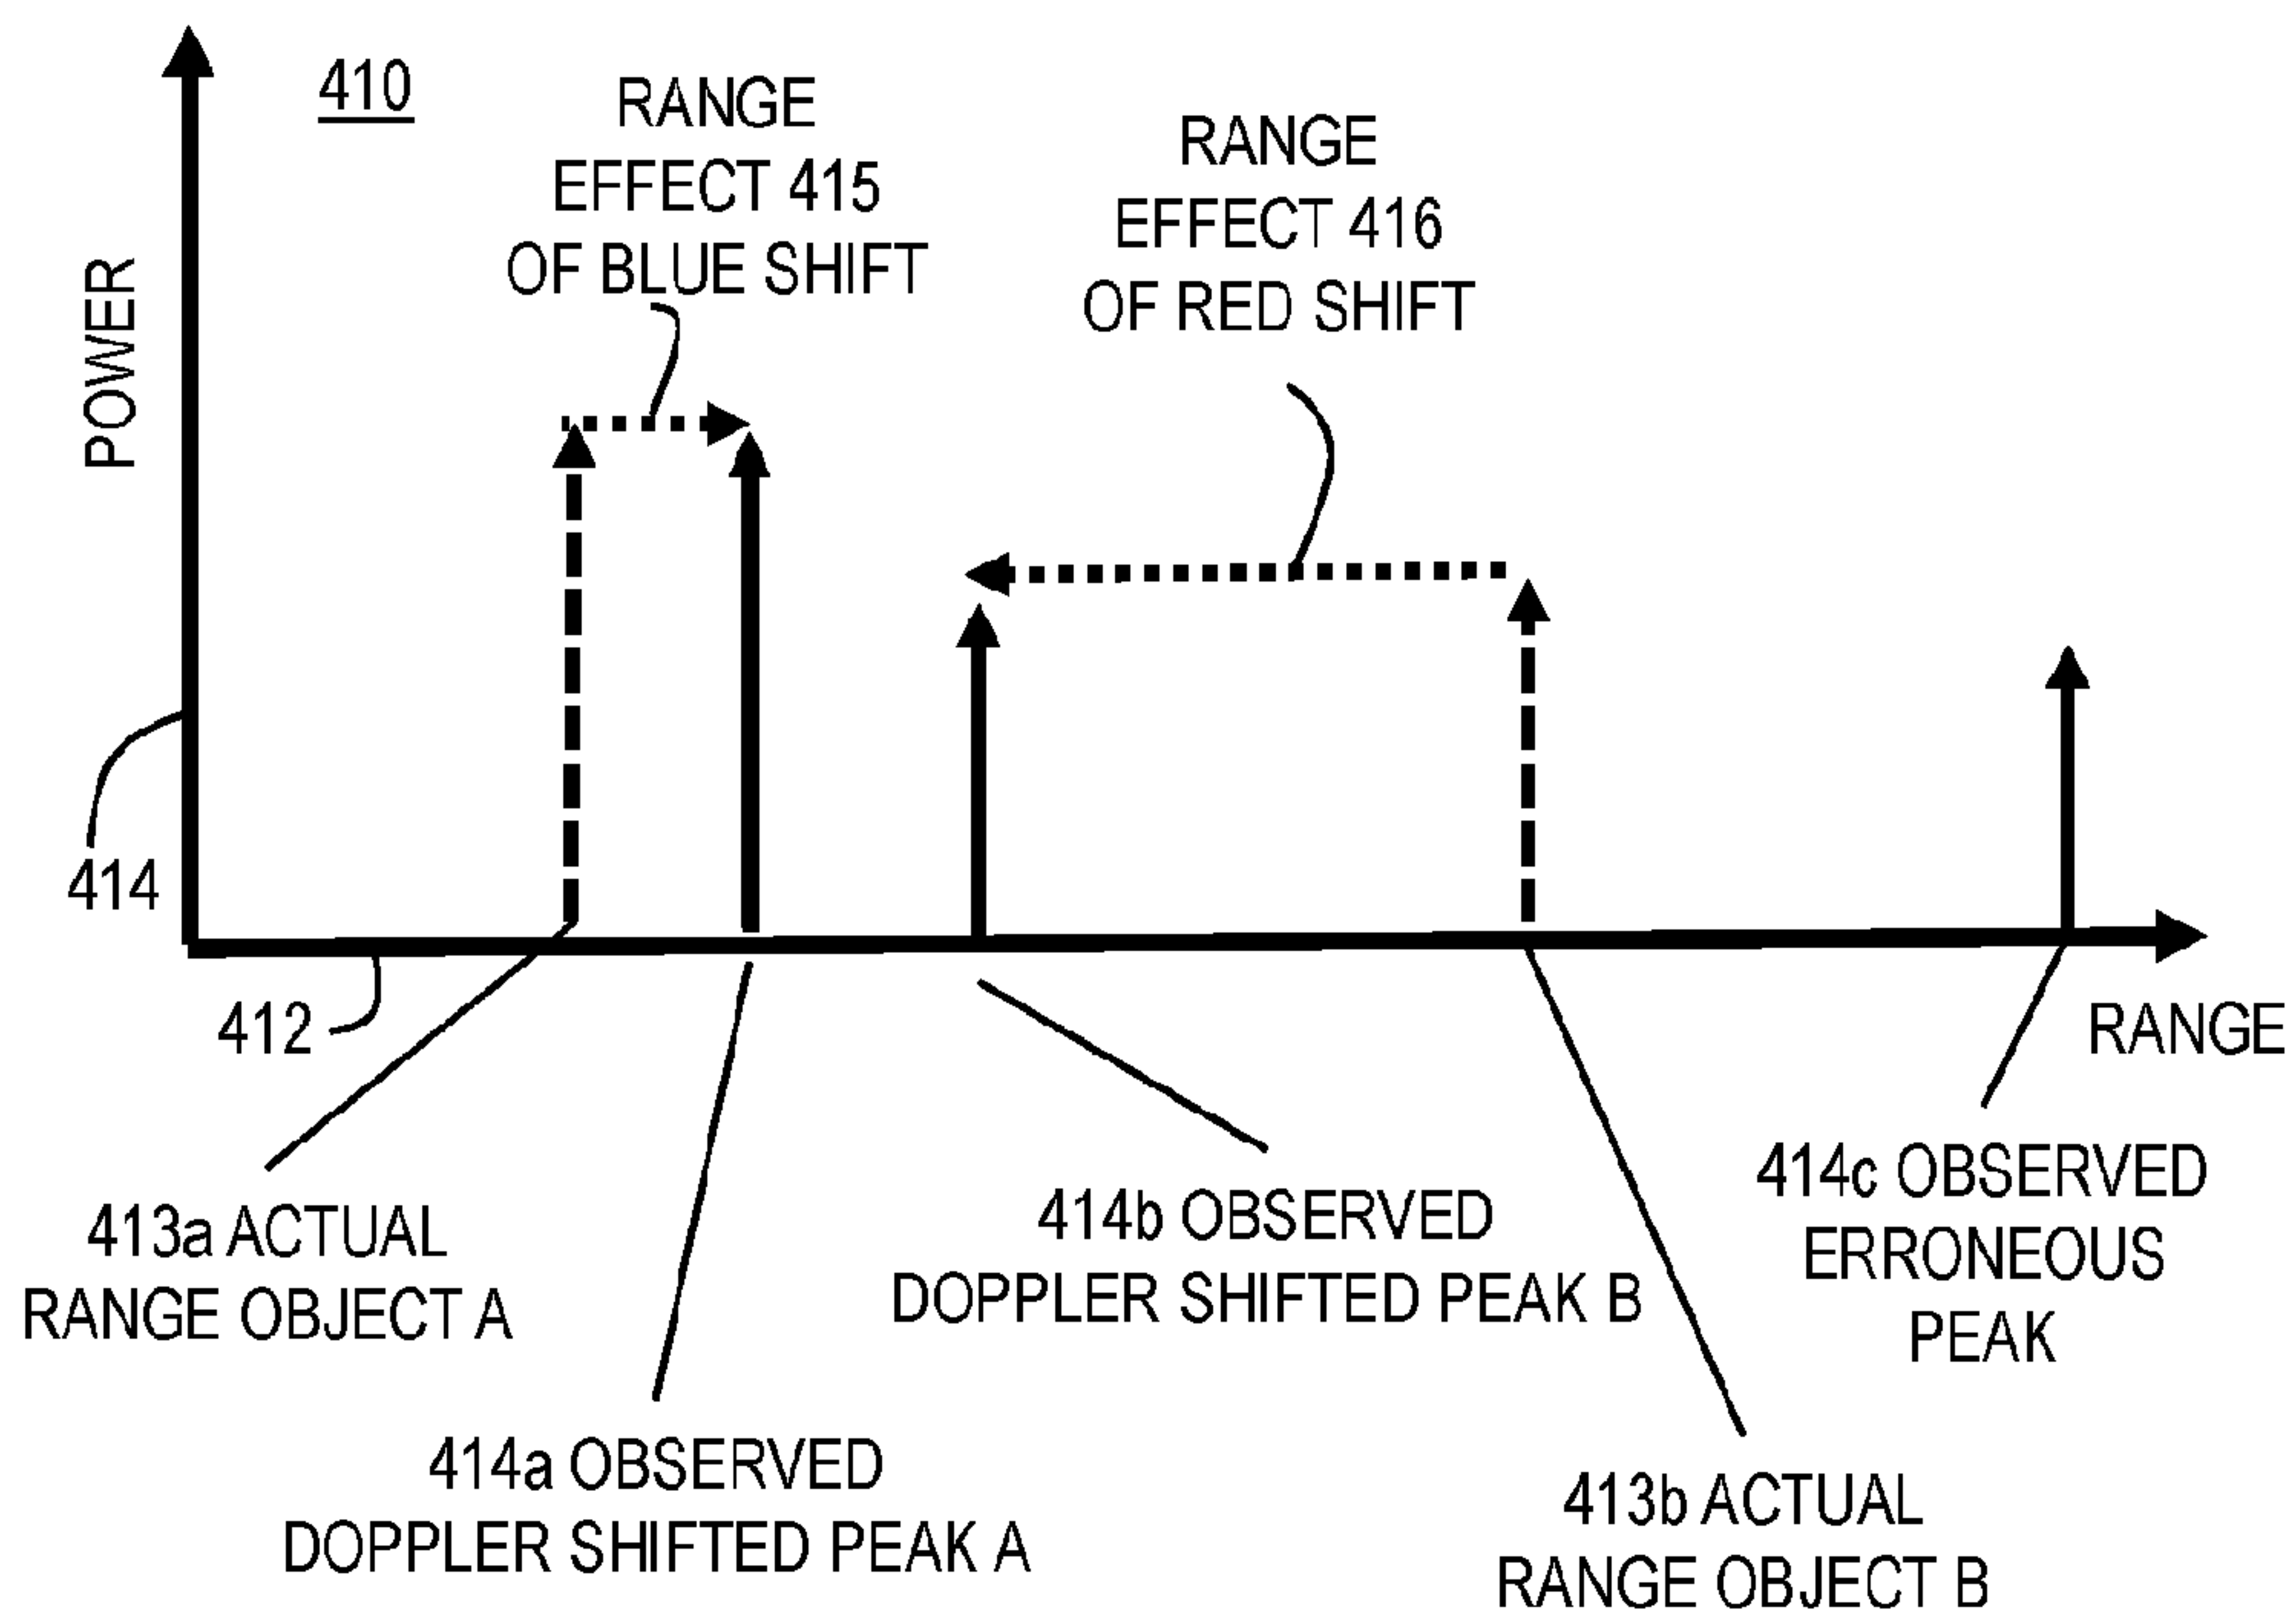 410
RANGE
EFFECT 415
OF BLUE SHIFT
RANGE
EFFECT 416
OF RED SHIFT
POWER
414
412
RANGE
413a ACTUAL
RANGE OBJECT A
414a OBSERVED
DOPPLER SHIFTED PEAK A
414b OBSERVED
DOPPLER SHIFTED PEAK B
413b ACTUAL
RANGE OBJECT B
414c OBSERVED
ERRONEOUS
PEAK